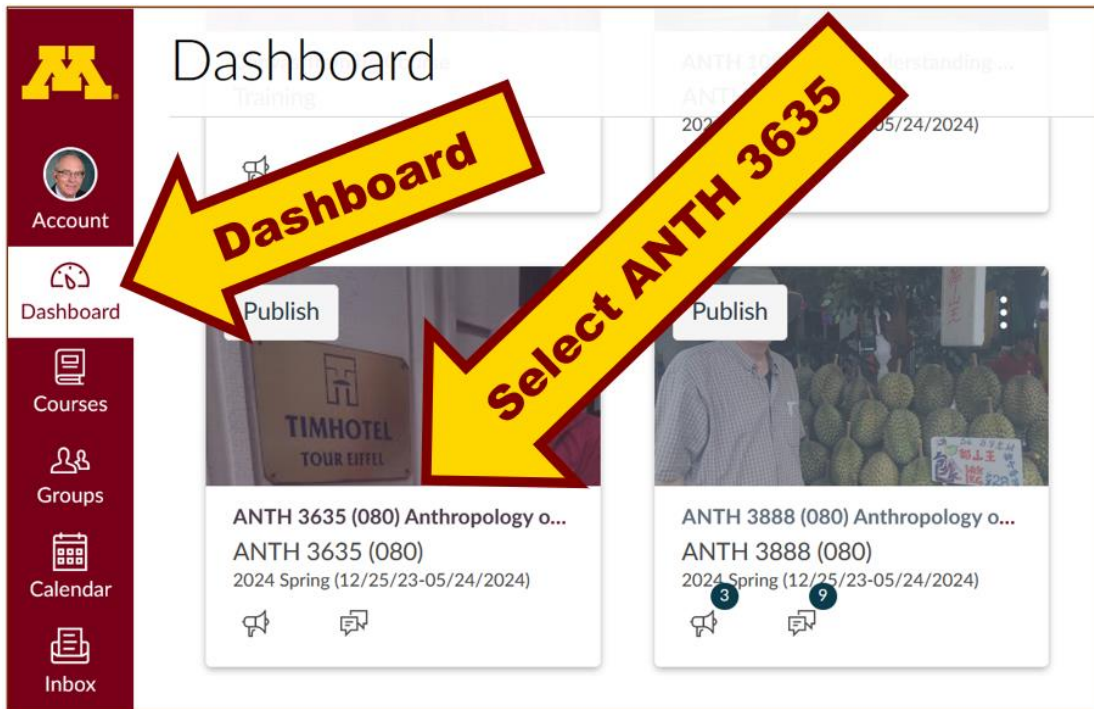 Dashboard
Training
ANTH
Account
Dashboard
Select ANTH 3635
Dashboard
Publish
Publish
TIMHOTEL
TOUR EIFFEL
Courses
Groups
ANTH 3635 (080) Anthropology o...
ANTH 3635 (080)
2024 Spring (12/25/23-05/24/2024)
ANTH 3888 (080) Anthropology o...
ANTH 3888 (080)
2024 Spring (12/25/23-05/24/2024)
3
9
Calendar
Inbox